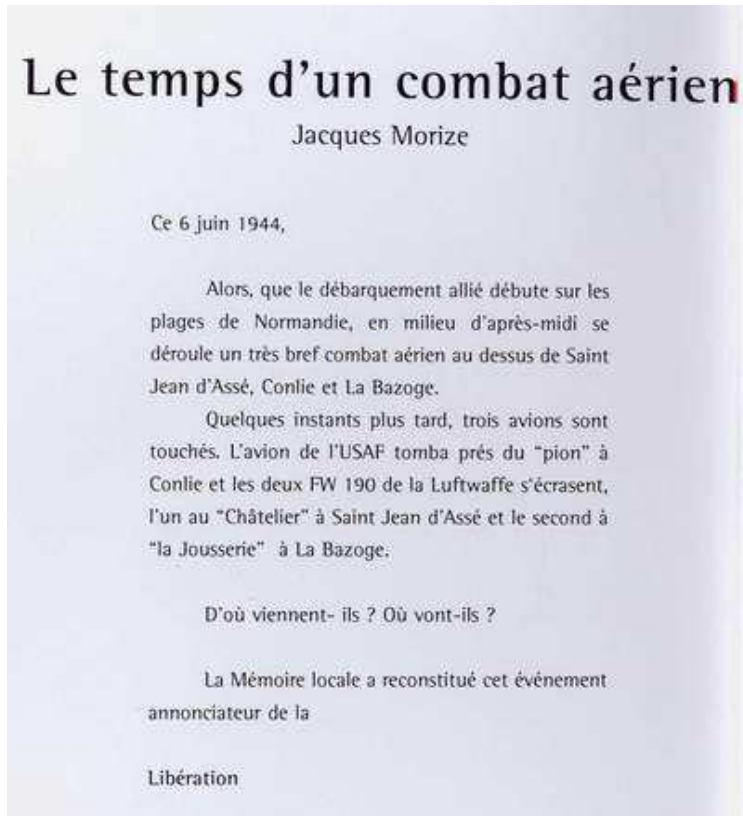 Le temps d'un combat aérien
Jacques Morize
Ce 6 juin 1944,
Alors, que le débarquement allié débute sur les
plages de Normandie, en milieu d'après-midi se
déroule un très bref combat aérien au dessus de Saint
Jean d'Assé, Conlie et La Bazoge.
Quelques instants plus tard, trois avions sont
touchés. L'avion de l'USAF tomba prés du "pion" à
Conlie et les deux FW 190 de la Luftwaffe s'écrasent,
l'un au "Châtelier" à Saint Jean d'Assé et le second à
"la Jousserie" à La Bazoge.
D'où viennent- ils ? Où vont-ils ?
La Mémoire locale a reconstitué cet événement
annonciateur de la
Libération